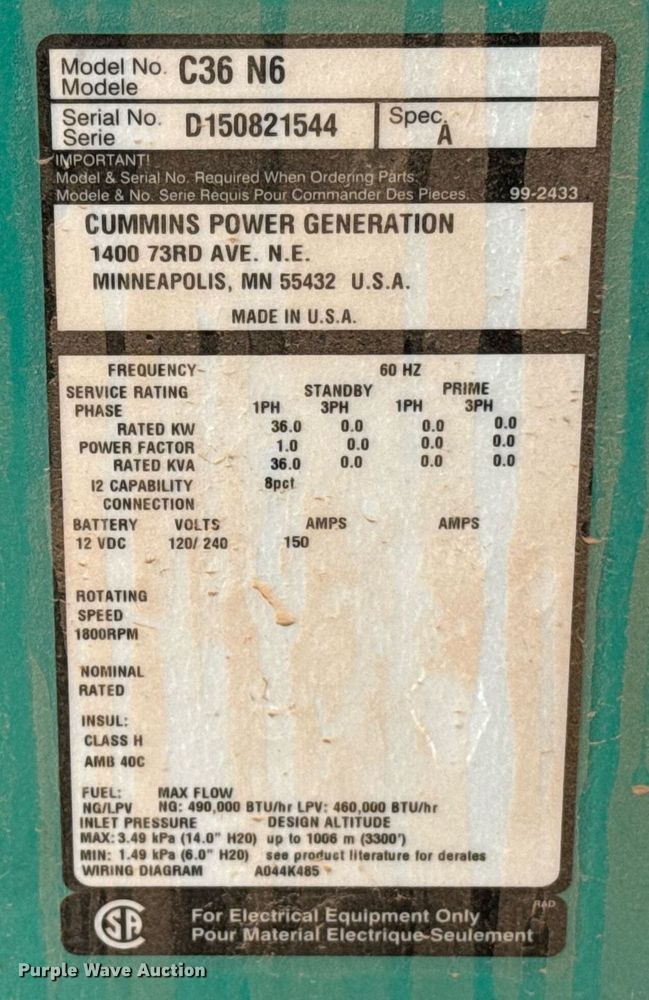 Model No. C36 N6
Modele
Serial No. D150821544 Spec.
Serie A
IMPORTANT!
Model & Serial No. Required When Ordering Parts.
Modele & No. Serie Requis Pour Commander Des Pieces. 99-2433
CUMMINS POWER GENERATION
1400 73RD AVE. N.E.
MINNEAPOLIS, MN 55432 U.S.A.
MADE IN U.S.A.
FREQUENCY 60 HZ
SERVICE RATING STANDBY PRIME
PHASE 1PH 3PH 1PH 3PH
RATED KW 36.0 0.0 0.0 0.0
POWER FACTOR 1.0 0.0 0.0 0.0
RATED KVA 36.0 0.0 0.0 0.0
I2 CAPABILITY 8pct
CONNECTION
BATTERY VOLTS AMPS AMPS
12 VDC 120/ 240 150
ROTATING
SPEED
1800RPM
NOMINAL
RATED
INSUL:
CLASS H
AMB 40C
FUEL: MAX FLOW
NG/LPV NG: 490,000 BTU/hr LPV: 460,000 BTU/hr
INLET PRESSURE DESIGN ALTITUDE
MAX: 3.49 kPa (14.0" H20) up to 1006 m (3300')
MIN: 1.49 kPa (6.0" H20) see product literature for derates
WIRING DIAGRAM A044K485
RAD
SA For Electrical Equipment Only
Pour Material Electrique Seulement
Purple Wave Auction